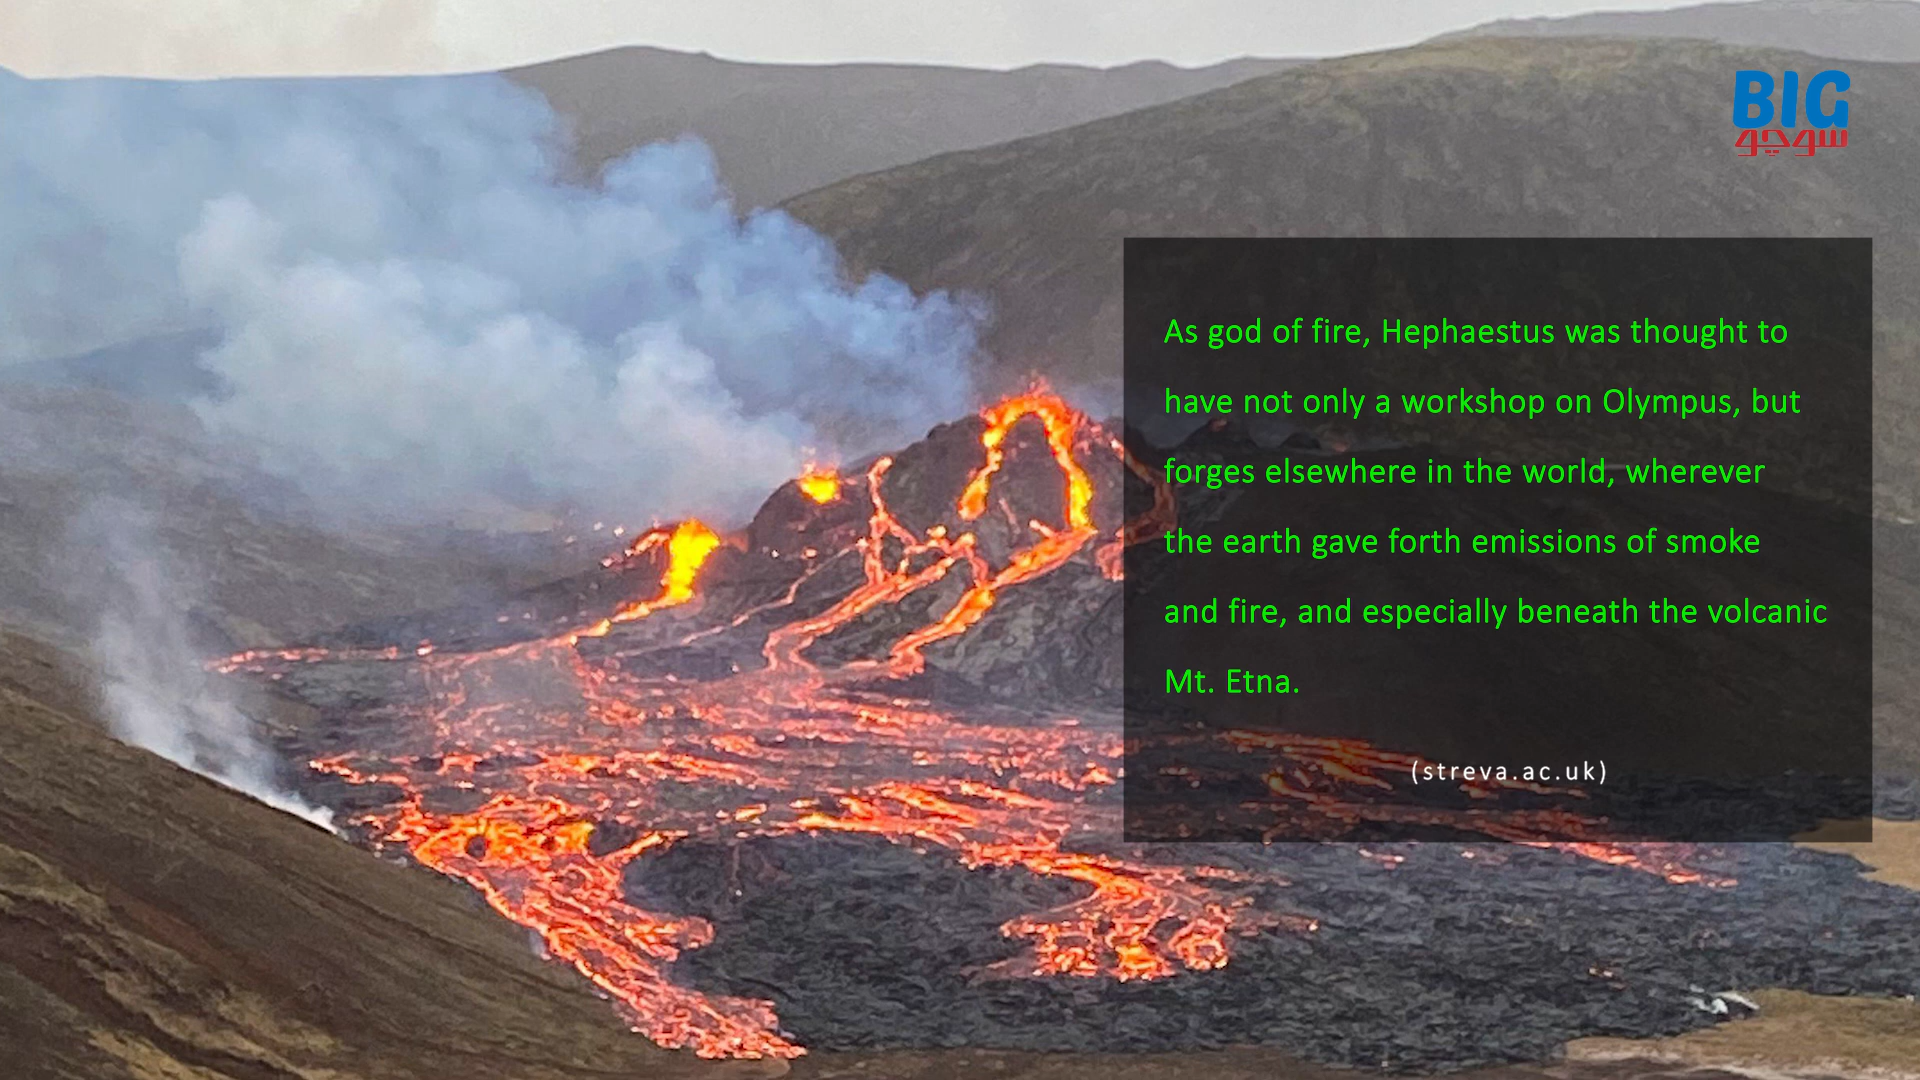 BIG
سوچو
As god of fire, Hephaestus was thought to
have not only a workshop on Olympus, but
forges elsewhere in the world, wherever
the earth gave forth emissions of smoke
and fire, and especially beneath the volcanic
Mt. Etna.
(streva.ac.uk)